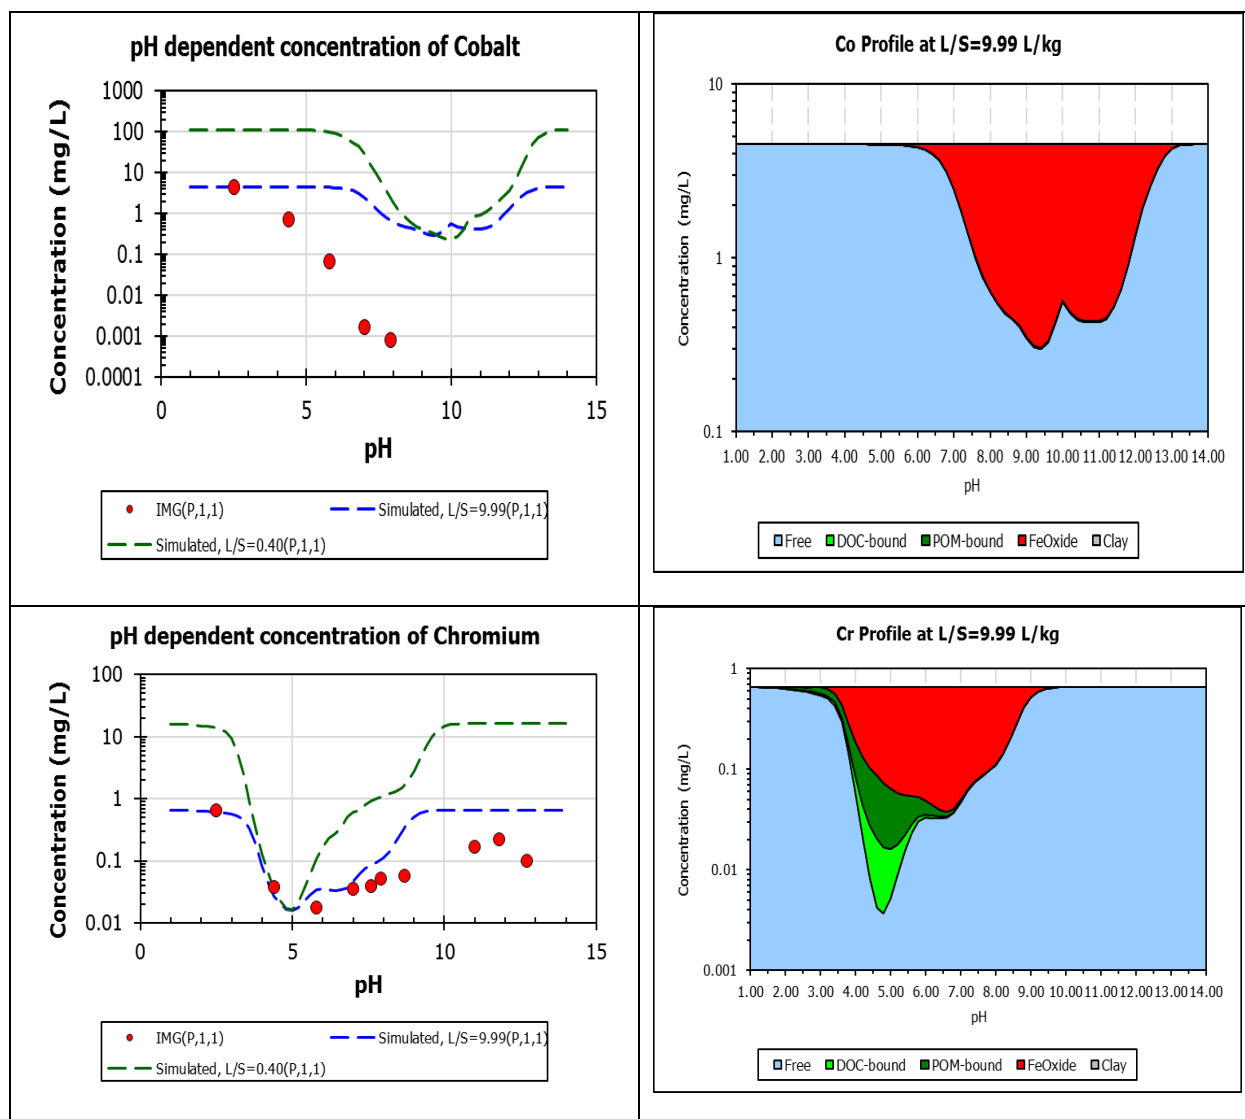 pH dependent concentration of Cobalt
Concentration (mg/L)
1000
100
10
1
0.1
0.01
0.001
0.0001
0 5 10 15
pH
IMG(P,1,1) Simulated, L/S=9.99(P,1,1)
Simulated, L/S=0.40(P,1,1)
Co Profile at L/S=9.99 L/kg
Concentration (mg/L)
10
1
0.1
1.00 2.00 3.00 4.00 5.00 6.00 7.00 8.00 9.00 10.00 11.00 12.00 13.00 14.00
pH
Free DOC-bound POM-bound FeOxide Clay
pH dependent concentration of Chromium
Concentration (mg/L)
100
10
1
0.1
0.01
0 5 10 15
pH
IMG(P,1,1) Simulated, L/S=9.99(P,1,1)
Simulated, L/S=0.40(P,1,1)
Cr Profile at L/S=9.99 L/kg
Concentration (mg/L)
1
0.1
0.01
0.001
1.00 2.00 3.00 4.00 5.00 6.00 7.00 8.00 9.00 10.00 11.00 12.00 13.00 14.00
pH
Free DOC-bound POM-bound FeOxide Clay